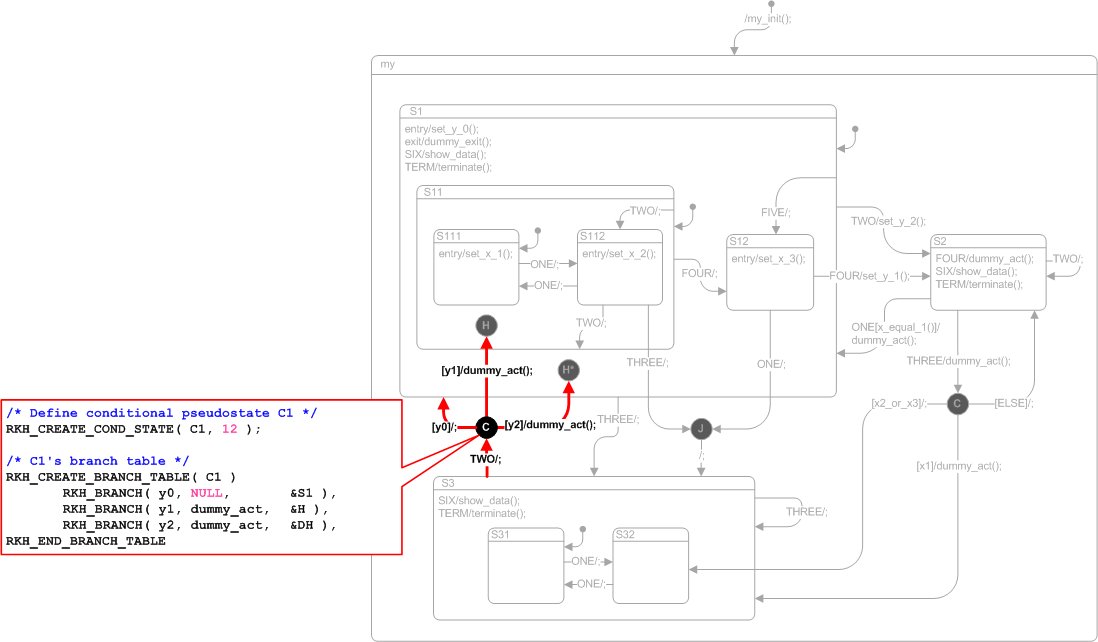 /my_init();
my
S1
entry/set_y_0();
exit/dummy_exit();
SIX/show_data();
TERM/terminate();
S11
TWO/;
S111
entry/set_x_1();
S112
entry/set_x_2();
ONE/;
ONE/;
TWO/;
H
FIVE/;
S12
entry/set_x_3();
FOUR/;
TWO/set_y_2();
FOUR/set_y_1();
S2
FOUR/dummy_act();
SIX/show_data();
TERM/terminate();
TWO/;
ONE[x_equal_1()]/
dummy_act();
THREE/dummy_act();
THREE/;
ONE/;
[y1]/dummy_act();
H*
[y0]/;
C
[y2]/dummy_act();
TWO/;
THREE/;
J
/;
[x2_or_x3]/;
C
[ELSE]/;
[x1]/dummy_act();
/* Define conditional pseudostate C1 */
RKH_CREATE_COND_STATE( C1, 12 );
/* C1's branch table */
RKH_CREATE_BRANCH_TABLE( C1 )
RKH_BRANCH( y0, NULL, &S1 ),
RKH_BRANCH( y1, dummy_act, &H ),
RKH_BRANCH( y2, dummy_act, &DH ),
RKH_END_BRANCH_TABLE
S3
SIX/show_data();
TERM/terminate();
THREE/;
S31
S32
ONE/;
ONE/;